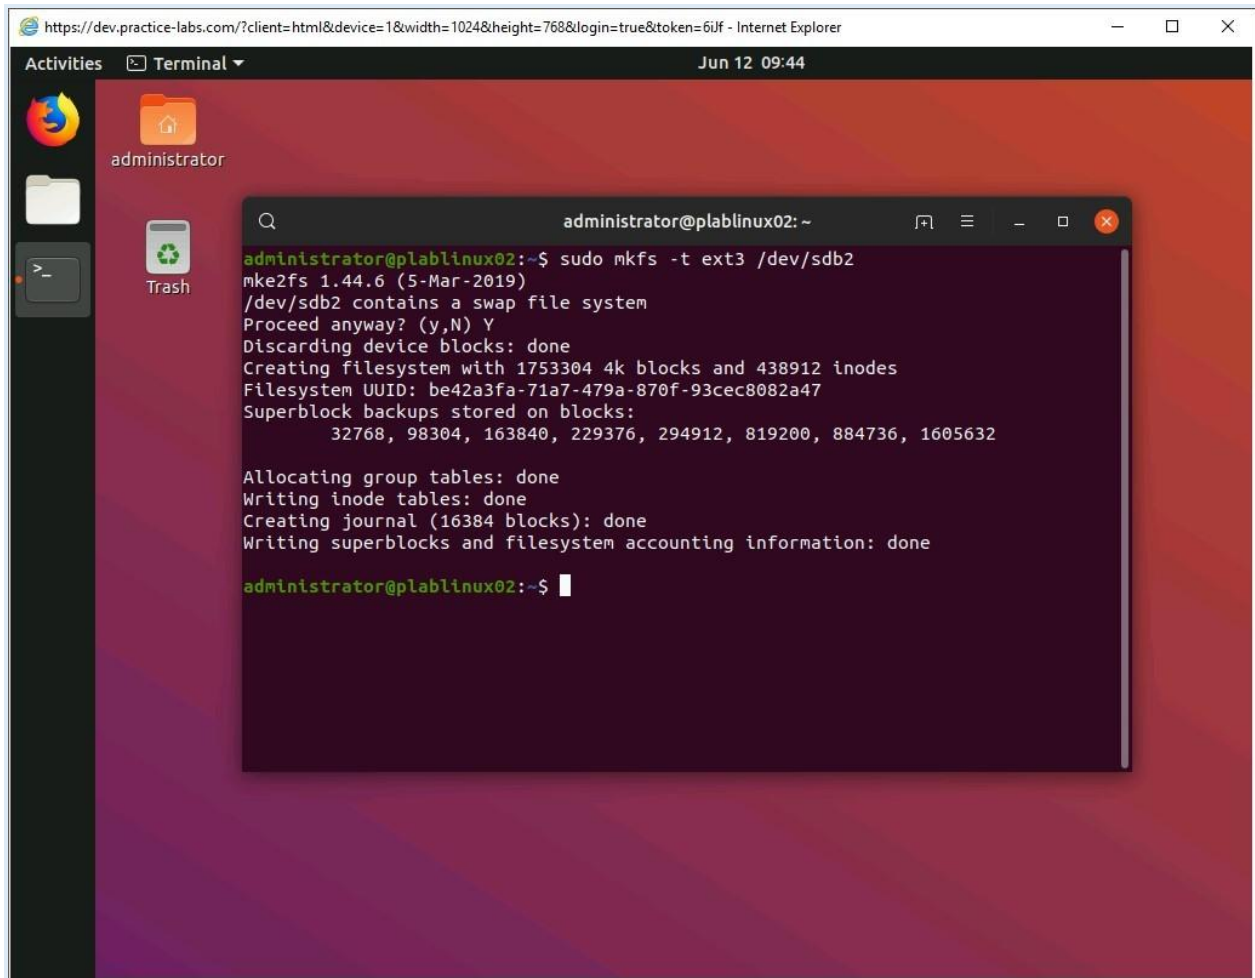 https://dev.practice-labs.com/?client=html&device=1&width=1024&height=768&login=true&token=6iJf - Internet Explorer
Activities Terminal Jun 12 09:44
administrator
Trash
administrator@plablinux02: ~
administrator@plablinux02:~$ sudo mkfs -t ext3 /dev/sdb2
mke2fs 1.44.6 (5-Mar-2019)
/dev/sdb2 contains a swap file system
Proceed anyway? (y,N) Y
Discarding device blocks: done
Creating filesystem with 1753304 4k blocks and 438912 inodes
Filesystem UUID: be42a3fa-71a7-479a-870f-93cec8082a47
Superblock backups stored on blocks:
32768, 98304, 163840, 229376, 294912, 819200, 884736, 1605632
Allocating group tables: done
Writing inode tables: done
Creating journal (16384 blocks): done
Writing superblocks and filesystem accounting information: done
administrator@plablinux02:~$